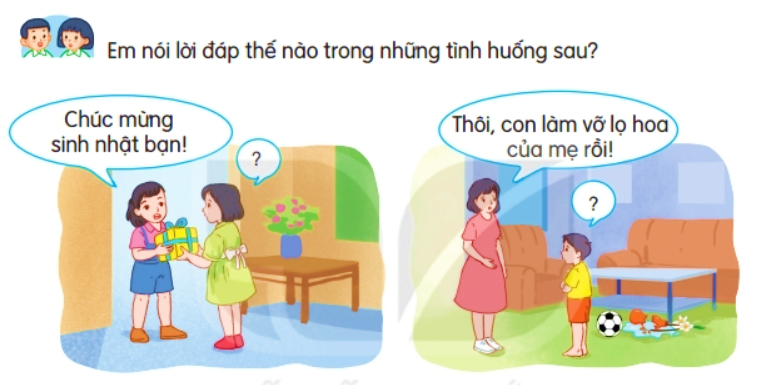 Em nói lời đáp thế nào trong những tình huống sau?
Chúc mừng
sinh nhật bạn!
?
Thôi, con làm vỡ lọ hoa
của mẹ rồi!
?